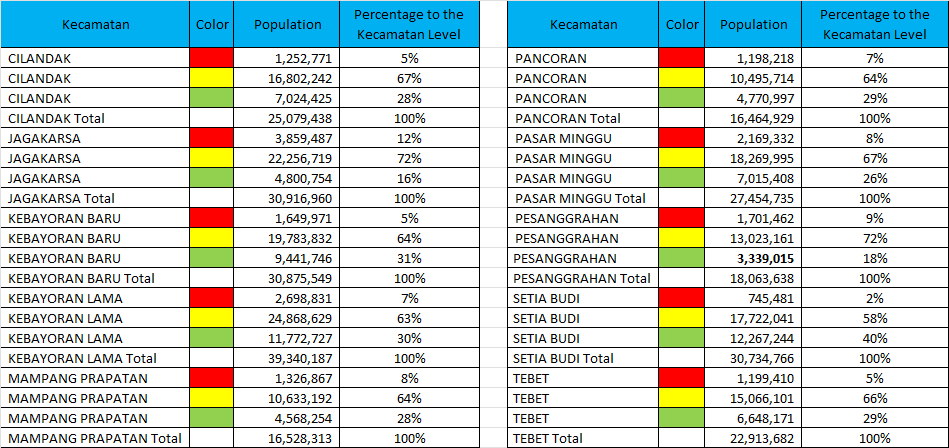 Kecamatan Color Population Percentage to the
Kecamatan Level
CILANDAK 1,252,771 5%
CILANDAK 16,802,242 67%
CILANDAK 7,024,425 28%
CILANDAK Total 25,079,438 100%
JAGAKARSA 3,859,487 12%
JAGAKARSA 22,256,719 72%
JAGAKARSA 4,800,754 16%
JAGAKARSA Total 30,916,960 100%
KEBAYORAN BARU 1,649,971 5%
KEBAYORAN BARU 19,783,832 64%
KEBAYORAN BARU 9,441,746 31%
KEBAYORAN BARU Total 30,875,549 100%
KEBAYORAN LAMA 2,698,831 7%
KEBAYORAN LAMA 24,868,629 63%
KEBAYORAN LAMA 11,772,727 30%
KEBAYORAN LAMA Total 39,340,187 100%
MAMPANG PRAPATAN 1,326,867 8%
MAMPANG PRAPATAN 10,633,192 64%
MAMPANG PRAPATAN 4,568,254 28%
MAMPANG PRAPATAN Total 16,528,313 100%
Kecamatan Color Population Percentage to the
Kecamatan Level
PANCORAN 1,198,218 7%
PANCORAN 10,495,714 64%
PANCORAN 4,770,997 29%
PANCORAN Total 16,464,929 100%
PASAR MINGGU 2,169,332 8%
PASAR MINGGU 18,269,995 67%
PASAR MINGGU 7,015,408 26%
PASAR MINGGU Total 27,454,735 100%
PESANGGRAHAN 1,701,462 9%
PESANGGRAHAN 13,023,161 72%
PESANGGRAHAN 3,339,015 18%
PESANGGRAHAN Total 18,063,638 100%
SETIA BUDI 745,481 2%
SETIA BUDI 17,722,041 58%
SETIA BUDI 12,267,244 40%
SETIA BUDI Total 30,734,766 100%
TEBET 1,199,410 5%
TEBET 15,066,101 66%
TEBET 6,648,171 29%
TEBET Total 22,913,682 100%